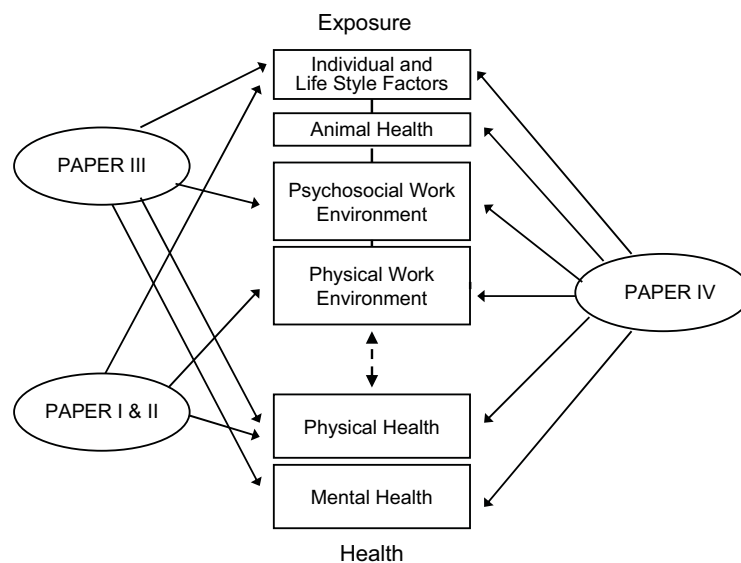 Exposure
Individual and
Life Style Factors
Animal Health
PAPER III
Psychosocial Work
Environment
Physical Work
Environment
PAPER IV
PAPER I & II
Physical Health
Mental Health
Health